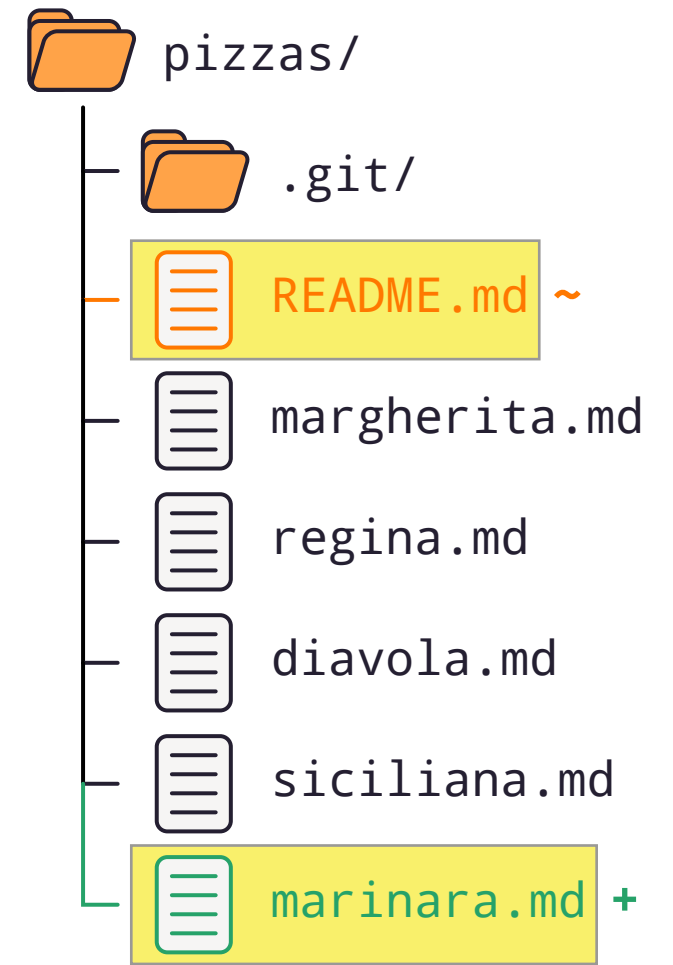 pizzas/
.git/
README.md ~
margherita.md
regina.md
diavola.md
siciliana.md
marinara.md +